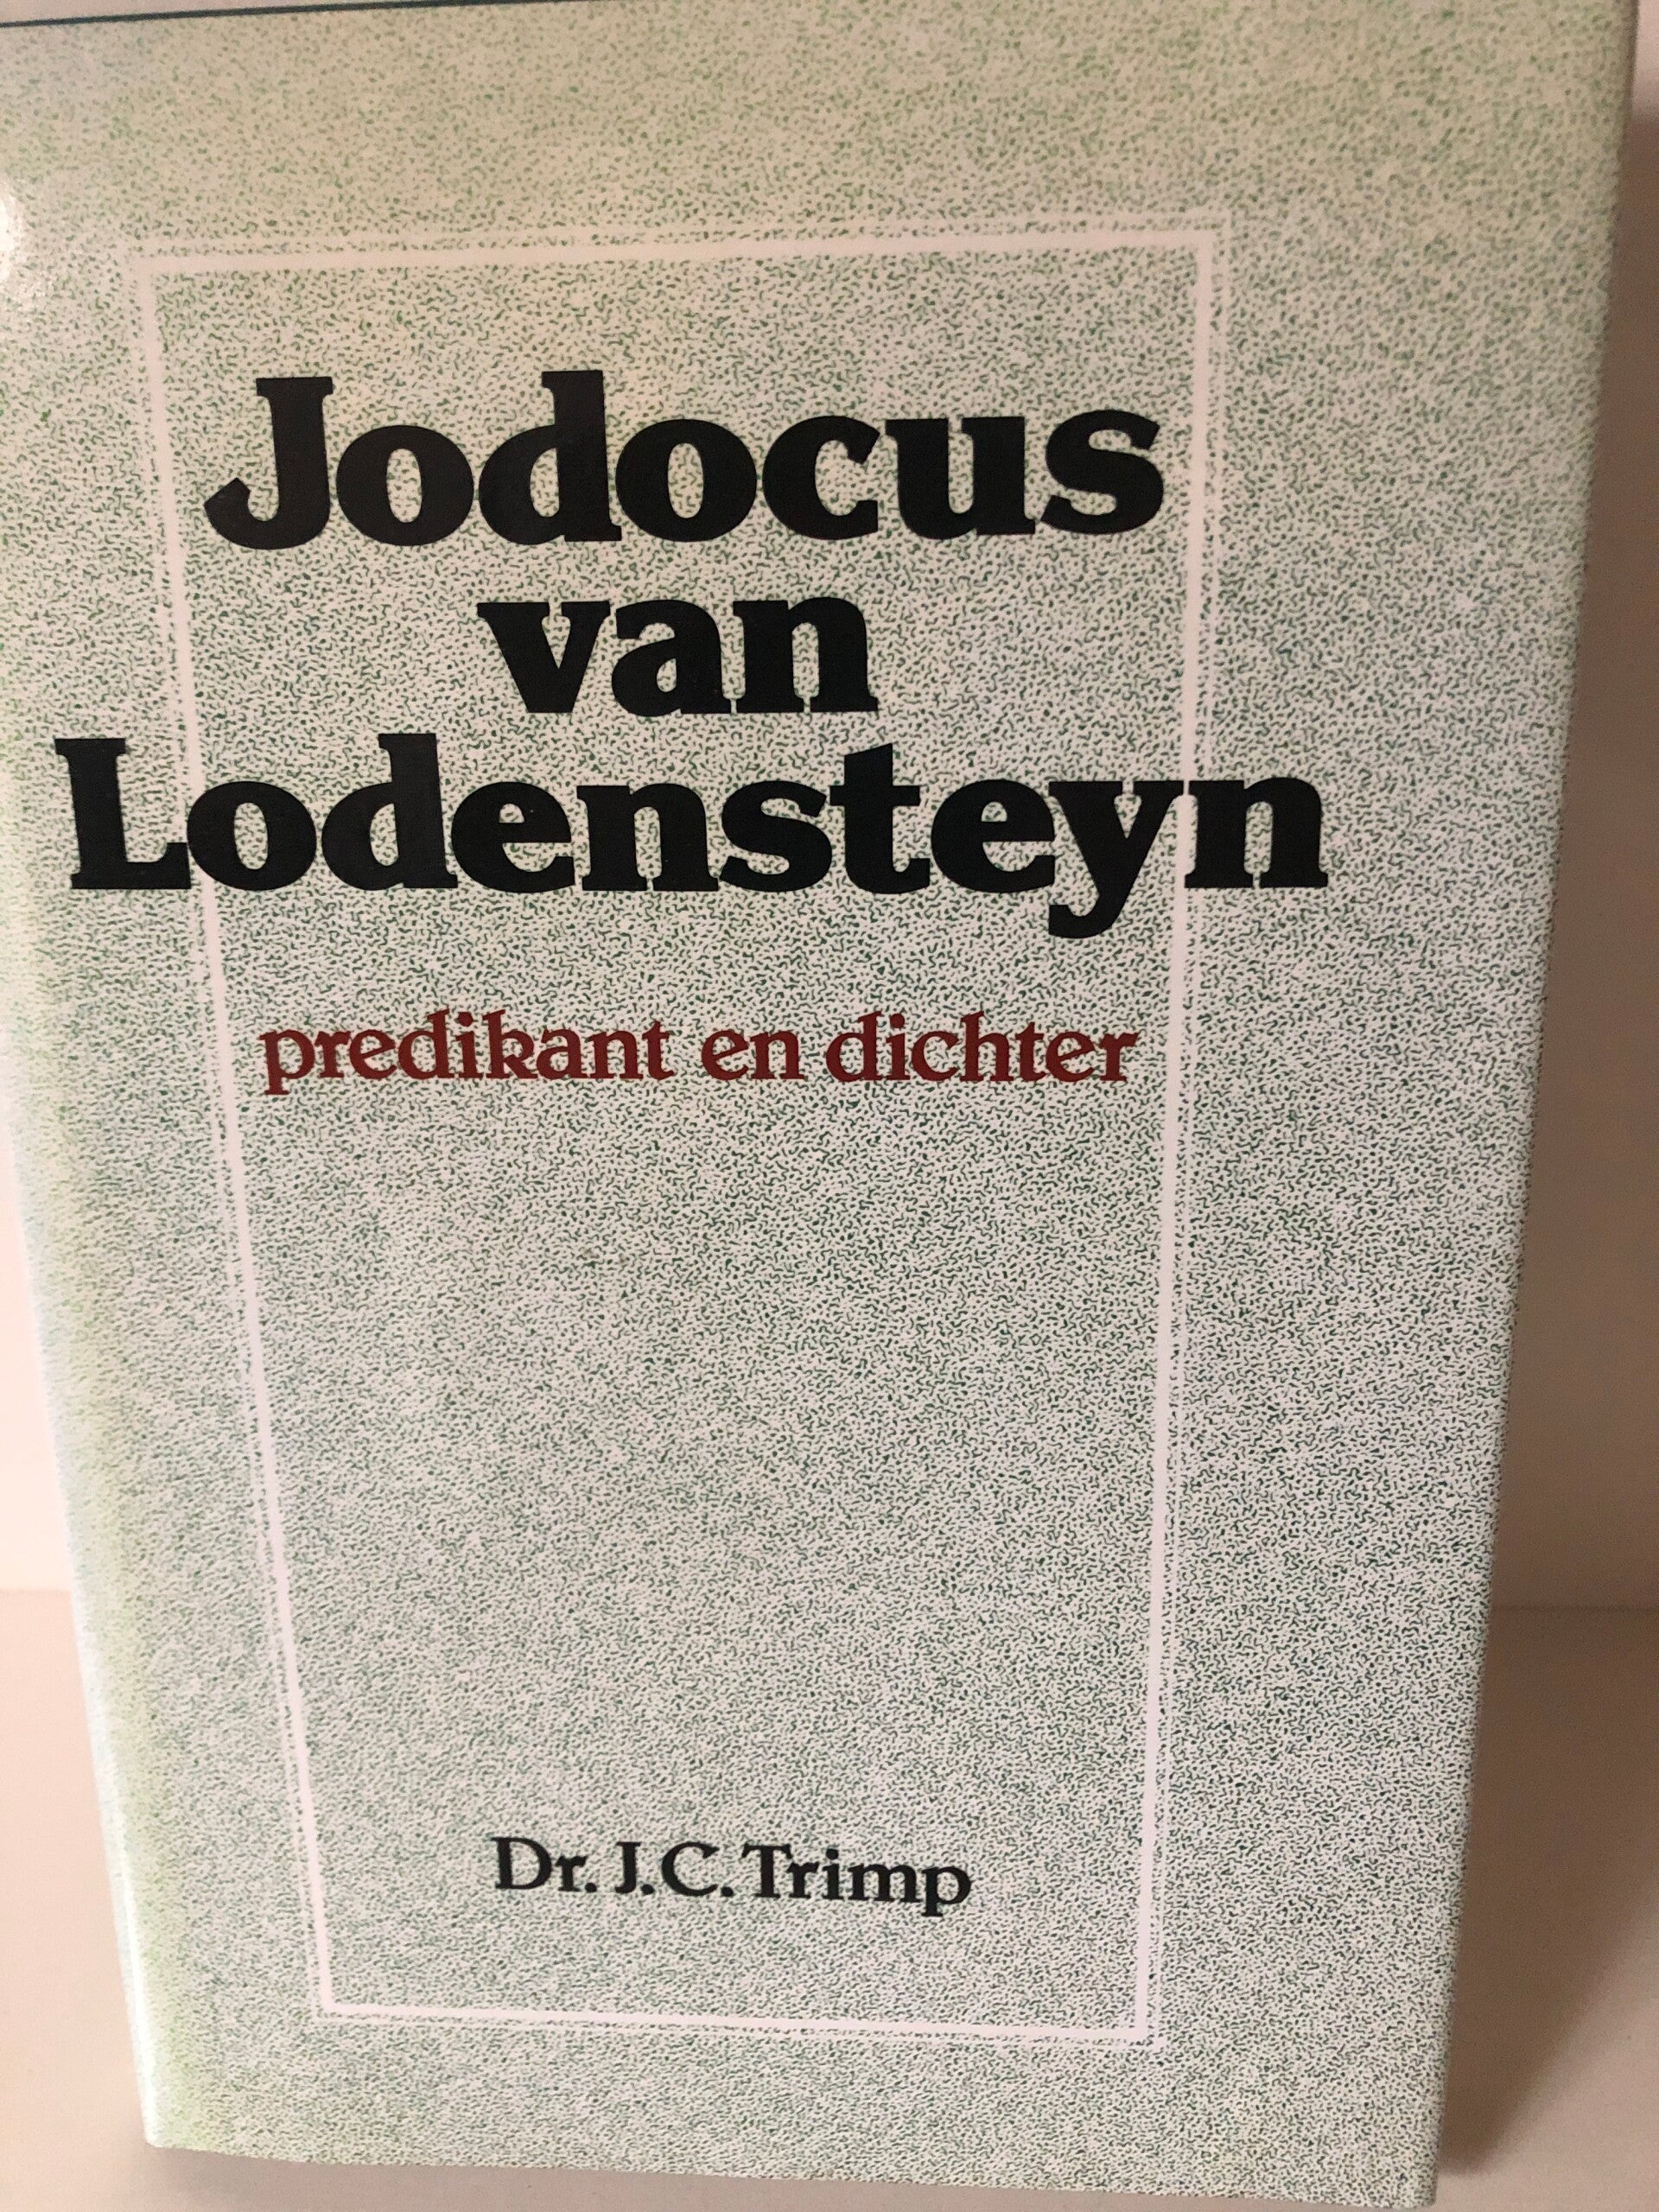 Jodocus
van
Lodensteyn
predikant en dichter
Dr. J.C. Trimp